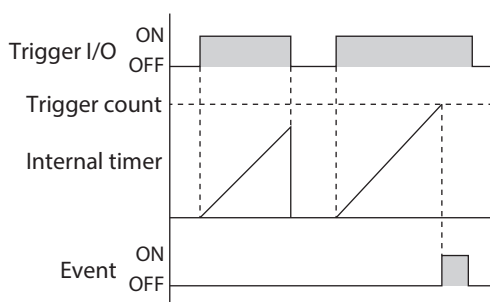 ON
Trigger I/O
OFF
Trigger count
Internal timer
ON
Event
OFF